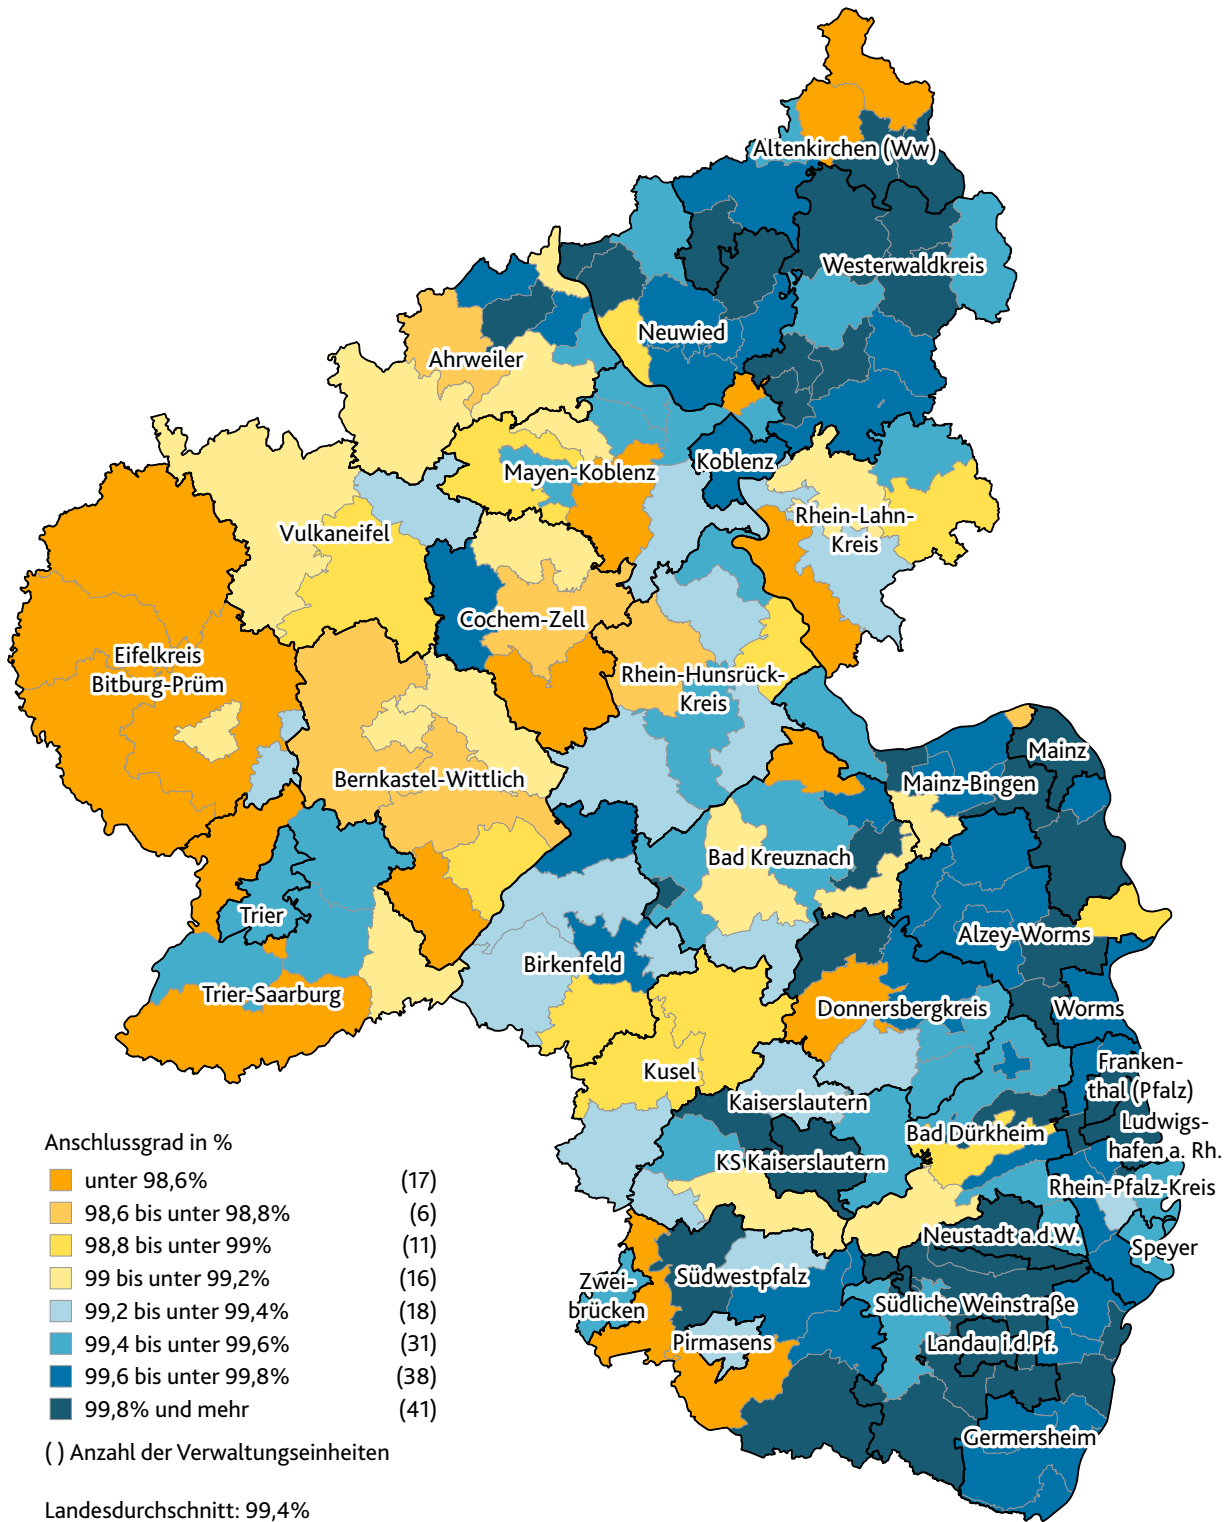 Altenkirchen (Ww)
Westerwaldkreis
Neuwied
Ahrweiler
Mayen-Koblenz
Koblenz
Rhein-Lahn-
Kreis
Vulkaneifel
Cochem-Zell
Eifelkreis
Bitburg-Prüm
Rhein-Hunsrück-
Kreis
Bernkastel-Wittlich
Mainz
Mainz-Bingen
Bad Kreuznach
Trier
Alzey-Worms
Birkenfeld
Trier-Saarburg
Donnersbergkreis
Worms
Kusel
Franken-
thal (Pfalz)
Kaiserslautern
Ludwigs-
hafen a. Rh.
Bad Dürkheim
KS Kaiserslautern
Rhein-Pfalz-Kreis
Neustadt a.d.W.
Speyer
Südwestpfalz
Zwei-
brücken
Südliche Weinstraße
Pirmasens
Landau i.d.Pf.
Germersheim
Anschlussgrad in %
unter 98,6% (17)
98,6 bis unter 98,8% (6)
98,8 bis unter 99% (11)
99 bis unter 99,2% (16)
99,2 bis unter 99,4% (18)
99,4 bis unter 99,6% (31)
99,6 bis unter 99,8% (38)
99,8% und mehr (41)
( ) Anzahl der Verwaltungseinheiten
Landesdurchschnitt: 99,4%